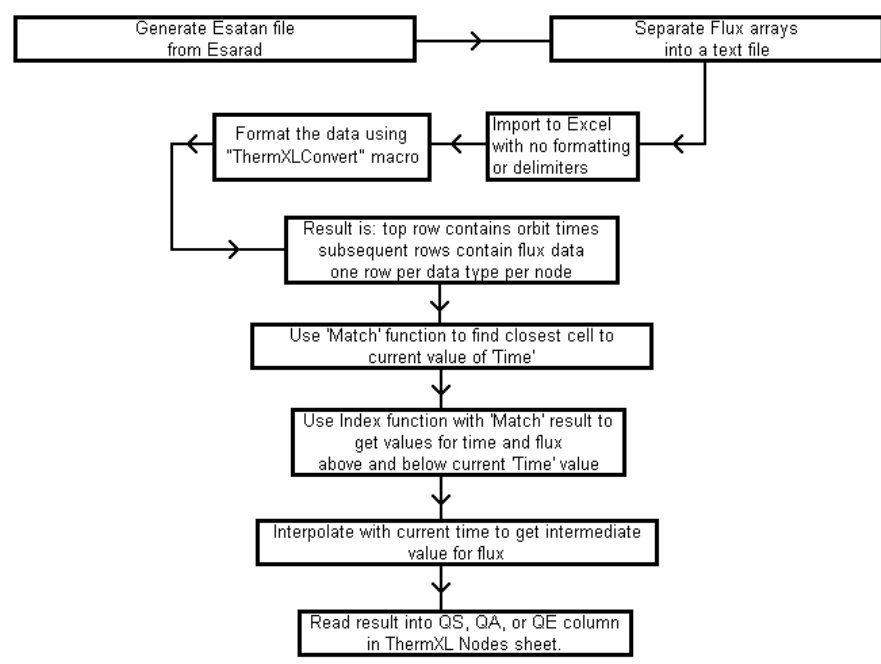 Generate Esatan file
from Esarad
Separate Flux arrays
into a text file
Import to Excel
with no formatting
or delimiters
Format the data using
"ThermXLConvert" macro
Result is: top row contains orbit times
subsequent rows contain flux data
one row per data type per node
Use 'Match' function to find closest cell to
current value of 'Time'
Use Index function with 'Match' result to
get values for time and flux
above and below current 'Time' value
Interpolate with current time to get intermediate
value for flux
Read result into QS, QA, or QE column
in ThermXL Nodes sheet.